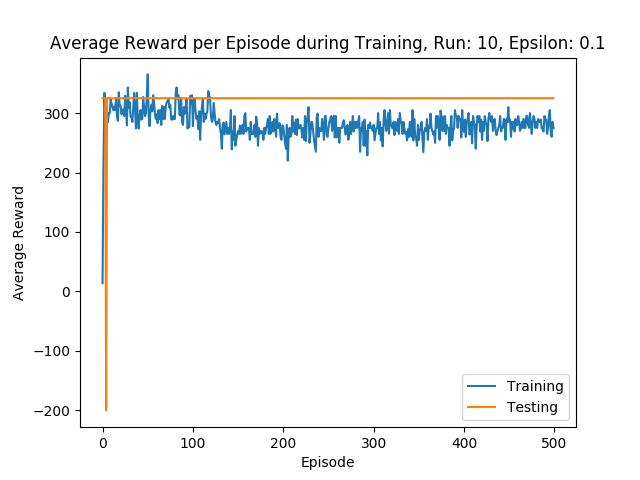 Average Reward per Episode during Training, Run: 10, Epsilon: 0.1
Average Reward
300
200
100
0
−100
−200
0
100
200
300
400
500
Episode
Training
Testing